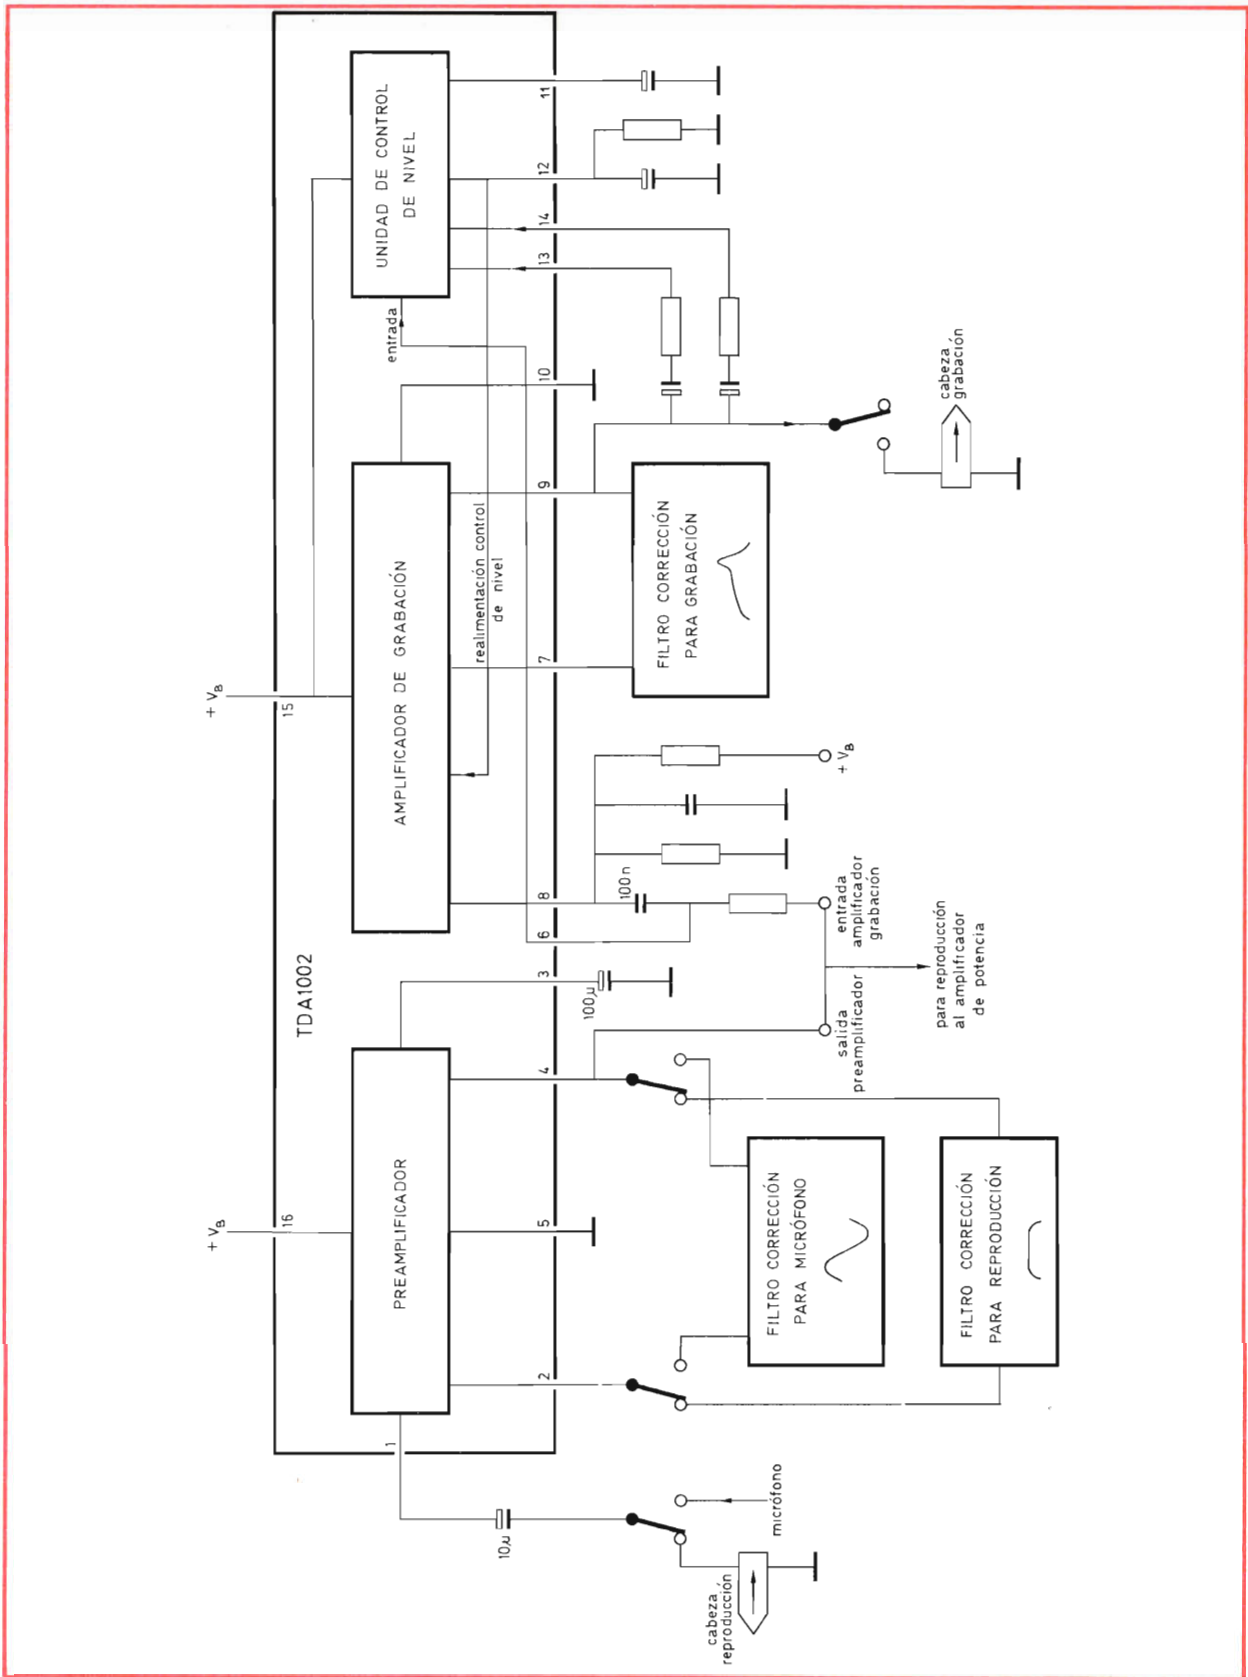 TDA1002
+ VB
16
+ VB
15
PREAMPLIFICADOR
AMPLIFICADOR DE GRABACIÓN
UNIDAD DE CONTROL
DE NIVEL
entrada
realimentación control
de nivel
1
2
5
4
3
6
8
7
9
10
13
14
12
11
10µ
100µ
100n
cabeza
reproducción
micrófono
FILTRO CORRECCIÓN
PARA MICRÓFONO
FILTRO CORRECCIÓN
PARA REPRODUCCIÓN
salida
preamplificador
entrada
amplificador
grabación
+ VB
para reproducción
al amplificador
de potencia
FILTRO CORRECCIÓN
PARA GRABACIÓN
cabeza
grabación